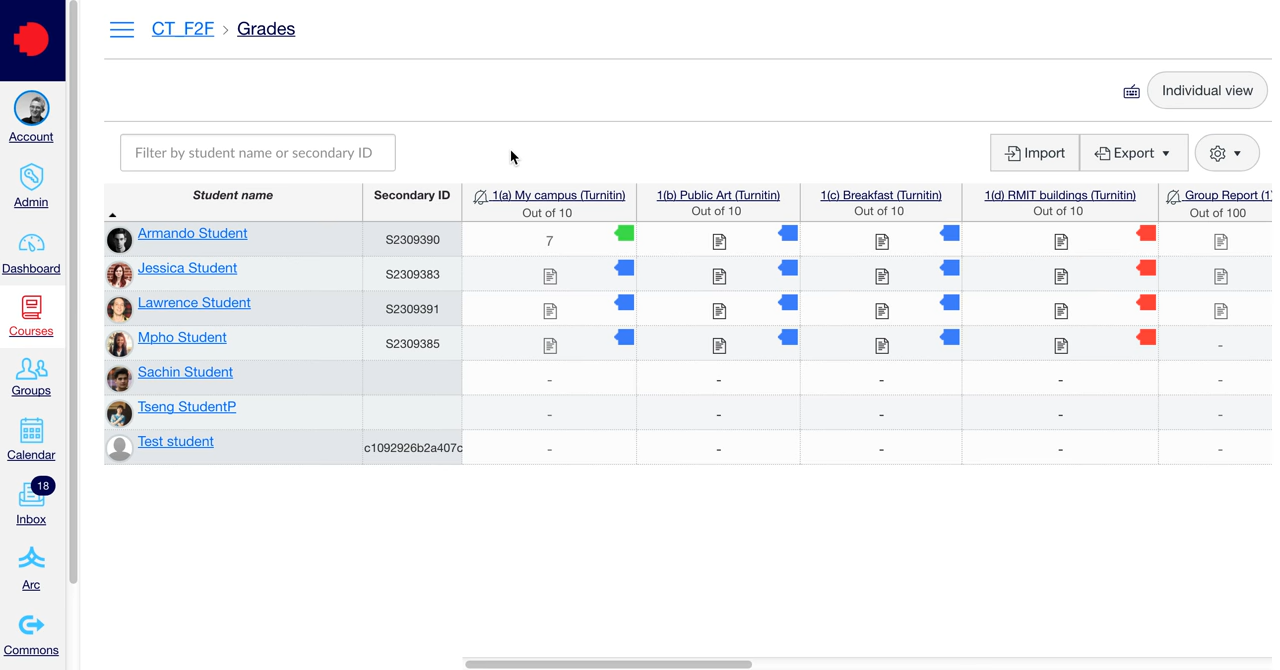 CT_F2F > Grades
Individual view
Account
Admin
Dashboard
Courses
Groups
Calendar
18
Inbox
Arc
Commons
Filter by student name or secondary ID
Import
Export
Student name Secondary ID 1(a) My campus (Turnitin) 1(b) Public Art (Turnitin) 1(c) Breakfast (Turnitin) 1(d) RMIT buildings (Turnitin) Group Report (1
Out of 10 Out of 10 Out of 10 Out of 10 Out of 100
Armando Student S2309390 7
Jessica Student S2309383
Lawrence Student S2309391
Mpho Student S2309385 -
Sachin Student - - - - -
Tseng StudentP - - - - -
Test student c1092926b2a407c - - - - -